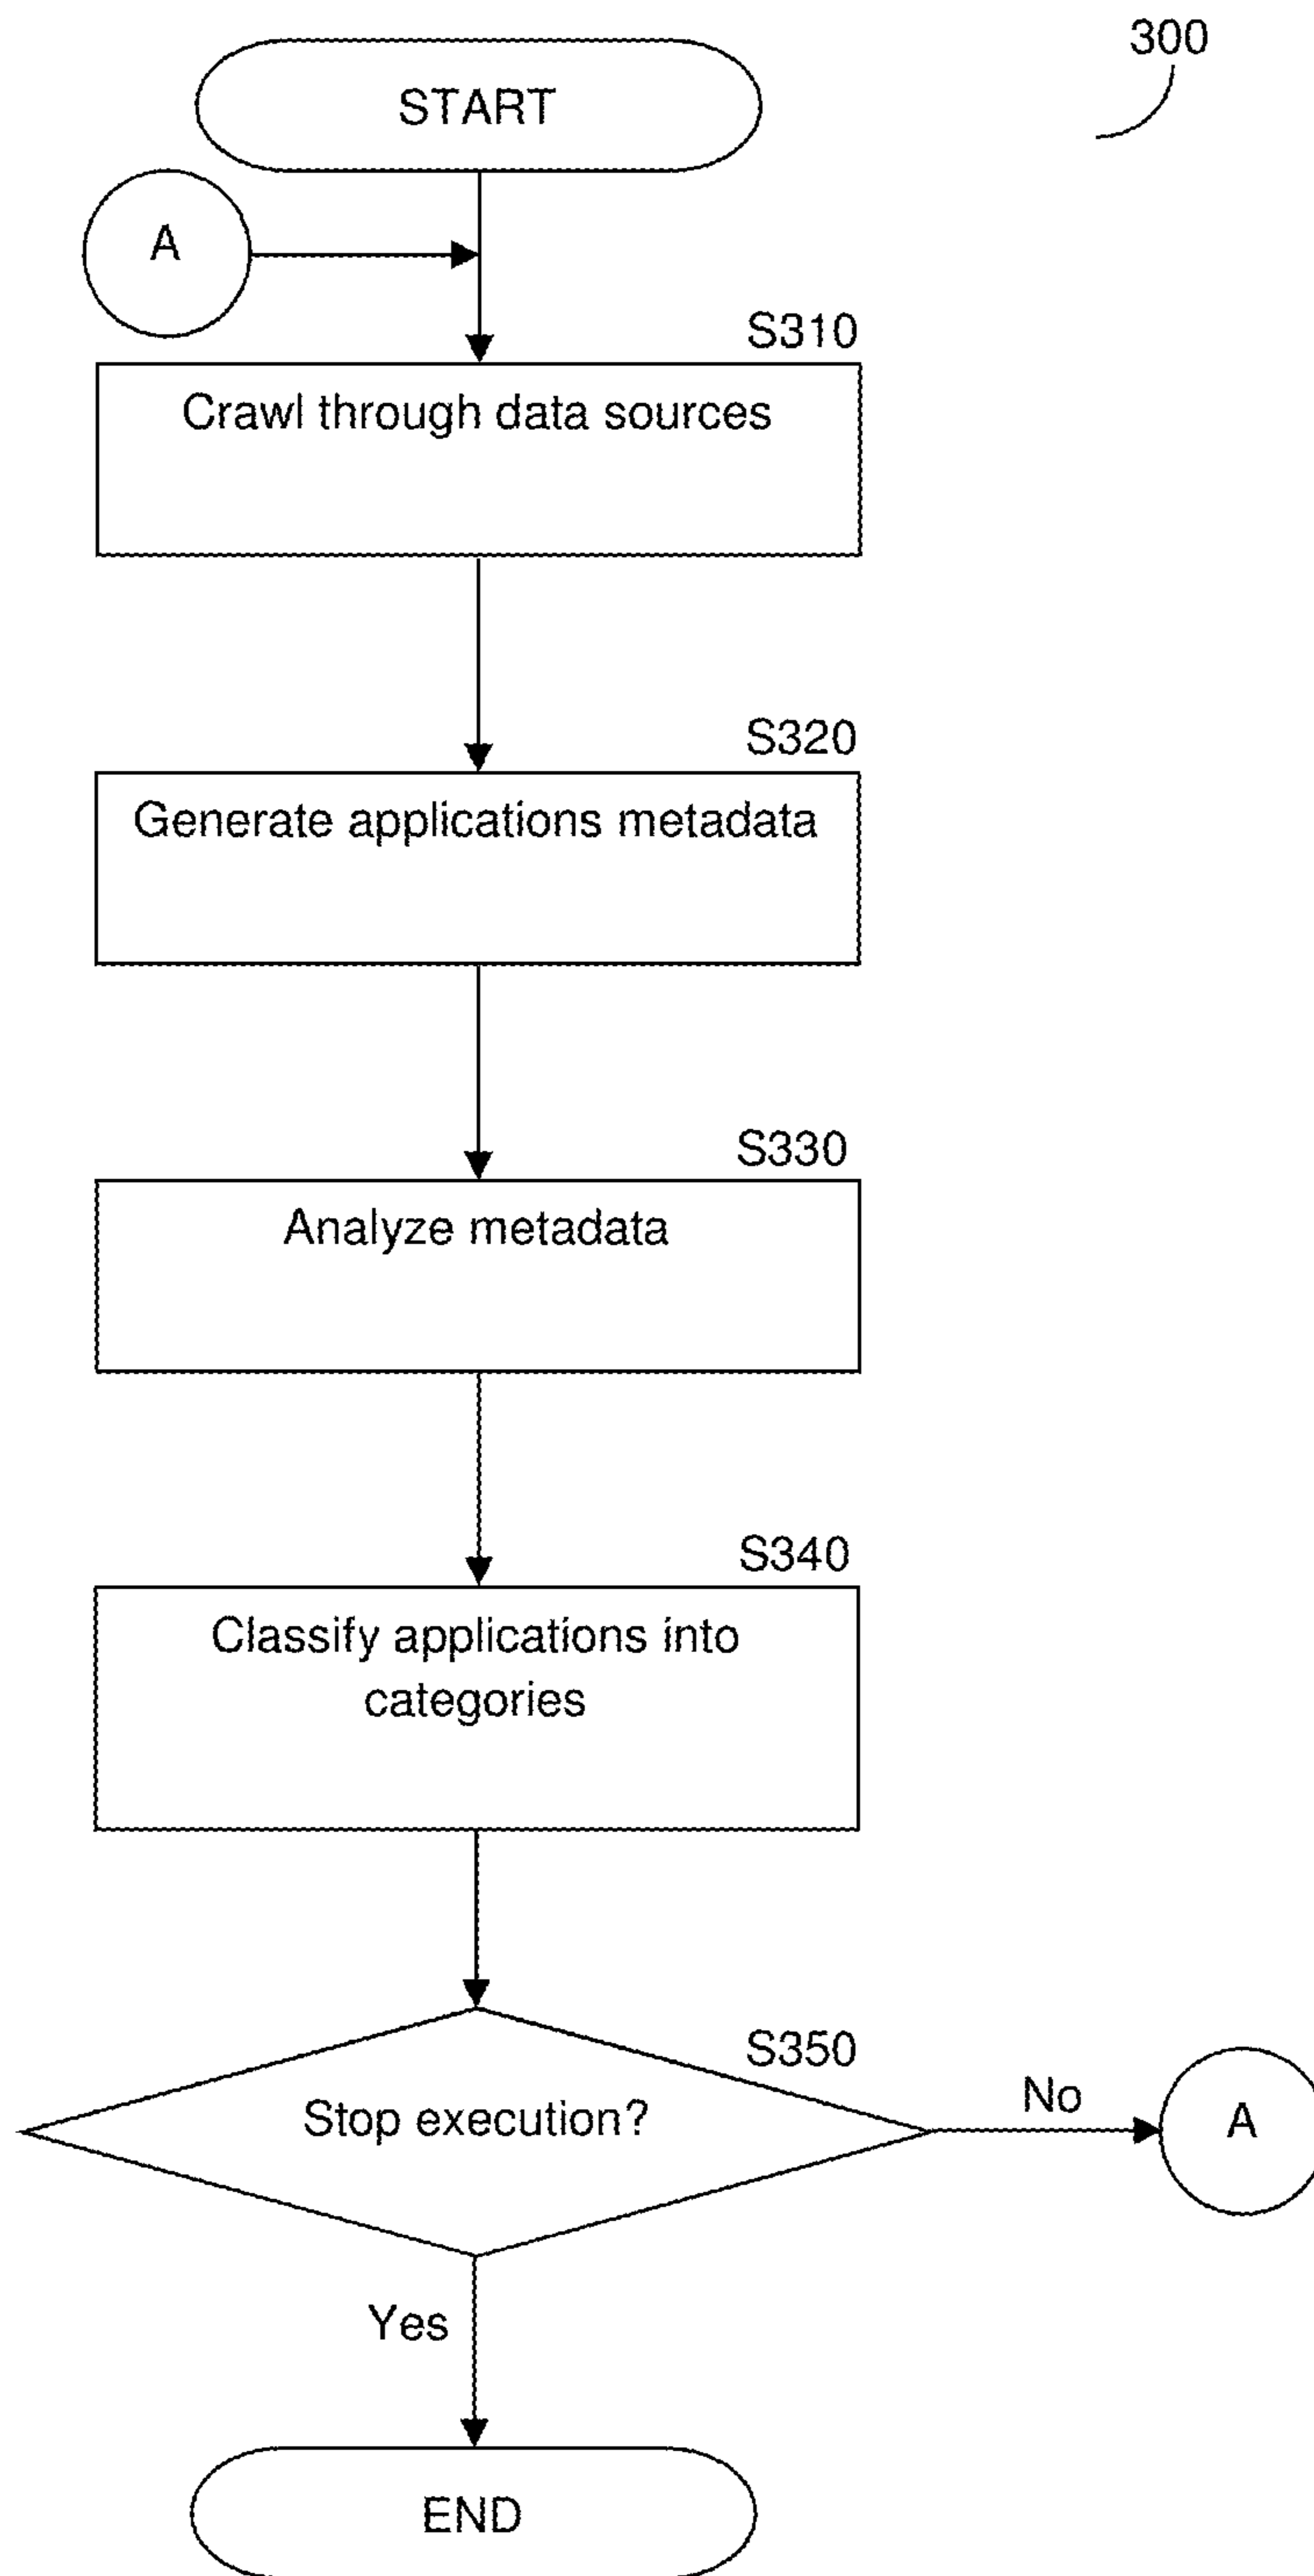 300
START
A
S310
Crawl through data sources
S320
Generate applications metadata
S330
Analyze metadata
S340
Classify applications into
categories
S350
Stop execution?
No
A
Yes
END